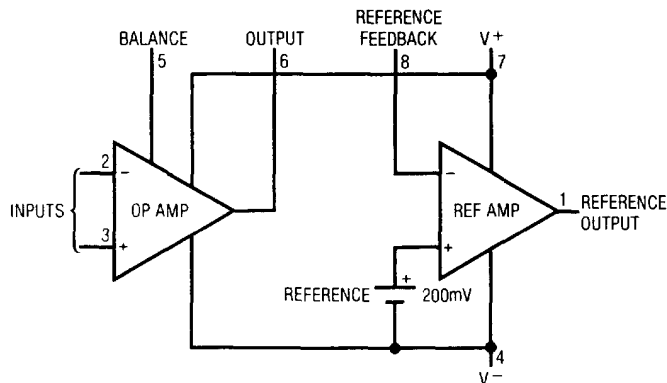 BALANCE
5
OUTPUT
6
REFERENCE
FEEDBACK
8
V+
7
2
−
INPUTS
OP AMP
3
+
−
REF AMP
+
1
REFERENCE
OUTPUT
REFERENCE
+
200mV
4
V−